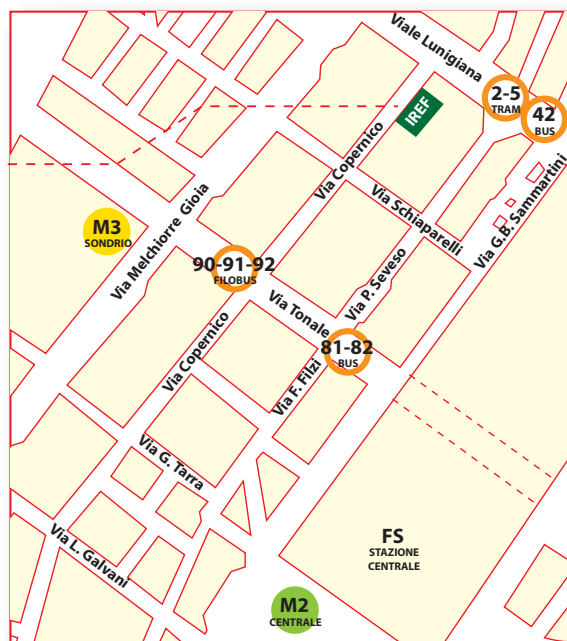 Viale Lunigiana
2-5
TRAM
42
BUS
IREF
Via Copernico
Via Schiaparelli
Via G.B. Sammartini
M3
SONDRIO
Via Melchiorre Gioia
90-91-92
FILOBUS
Via P. Seveso
Via Tonale
81-82
BUS
Via Copernico
Via F. Filzi
Via G. Tarra
Via L. Galvani
FS
STAZIONE
CENTRALE
M2
CENTRALE